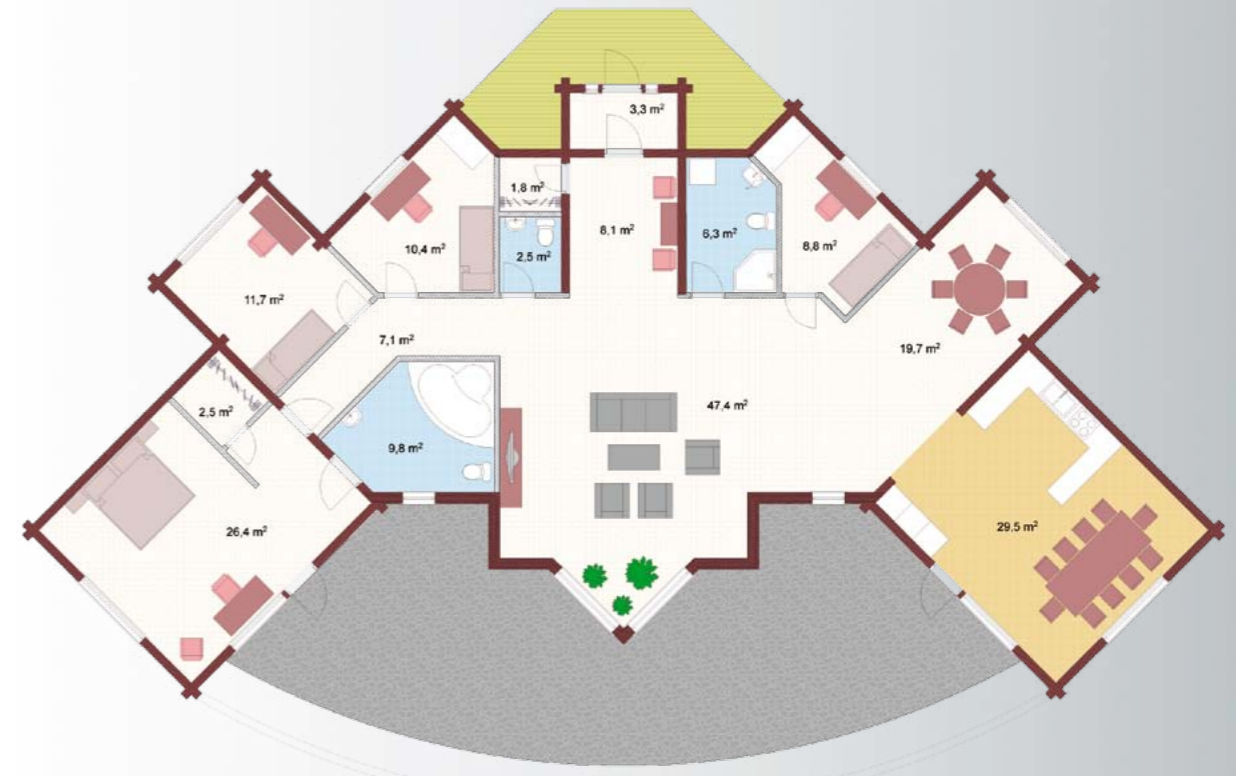 3,3 m²
1,8 m²
8,1 m²
6,3 m²
8,8 m²
10,4 m²
2,5 m²
11,7 m²
7,1 m²
19,7 m²
2,5 m²
47,4 m²
9,8 m²
26,4 m²
29,5 m²